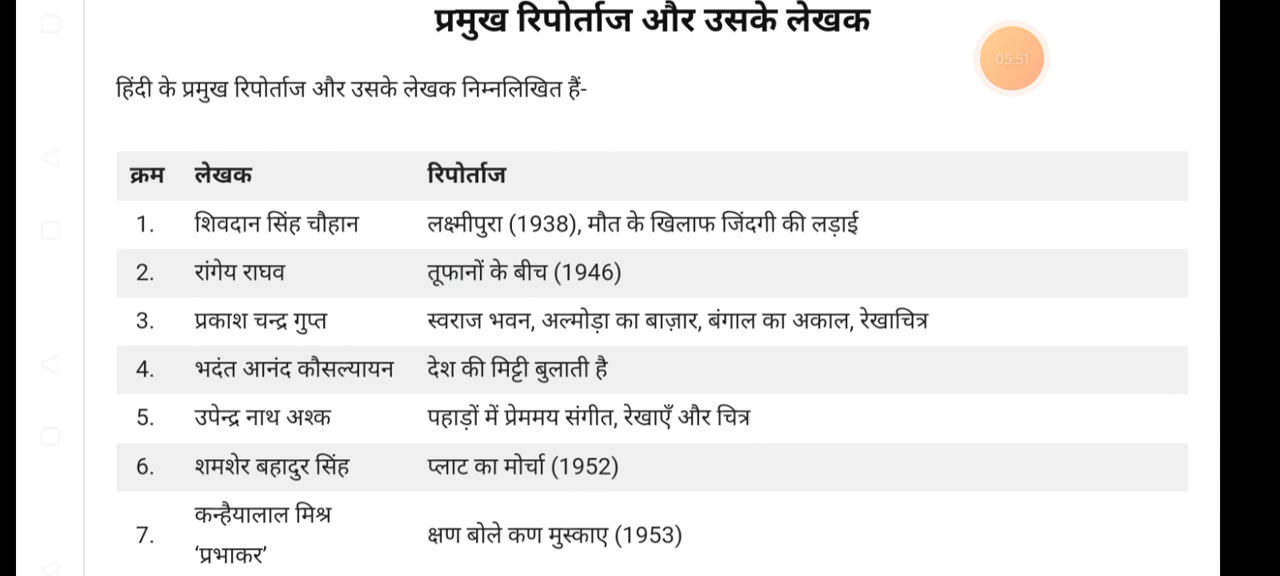 प्रमुख रिपोर्ताज और उसके लेखक
05:51
हिंदी के प्रमुख रिपोर्ताज और उसके लेखक निम्नलिखित हैं-
क्रम लेखक रिपोर्ताज
1. शिवदान सिंह चौहान लक्ष्मीपुरा (1938), मौत के खिलाफ जिंदगी की लड़ाई
2. रांगेय राघव तूफानों के बीच (1946)
3. प्रकाश चन्द्र गुप्त स्वराज भवन, अल्मोड़ा का बाज़ार, बंगाल का अकाल, रेखाचित्र
4. भदंत आनंद कौसल्यायन देश की मिट्टी बुलाती है
5. उपेन्द्र नाथ अश्क पहाड़ों में प्रेममय संगीत, रेखाएँ और चित्र
6. शमशेर बहादुर सिंह प्लाट का मोर्चा (1952)
7. कन्हैयालाल मिश्र
‘प्रभाकर’ क्षण बोले कण मुस्काए (1953)